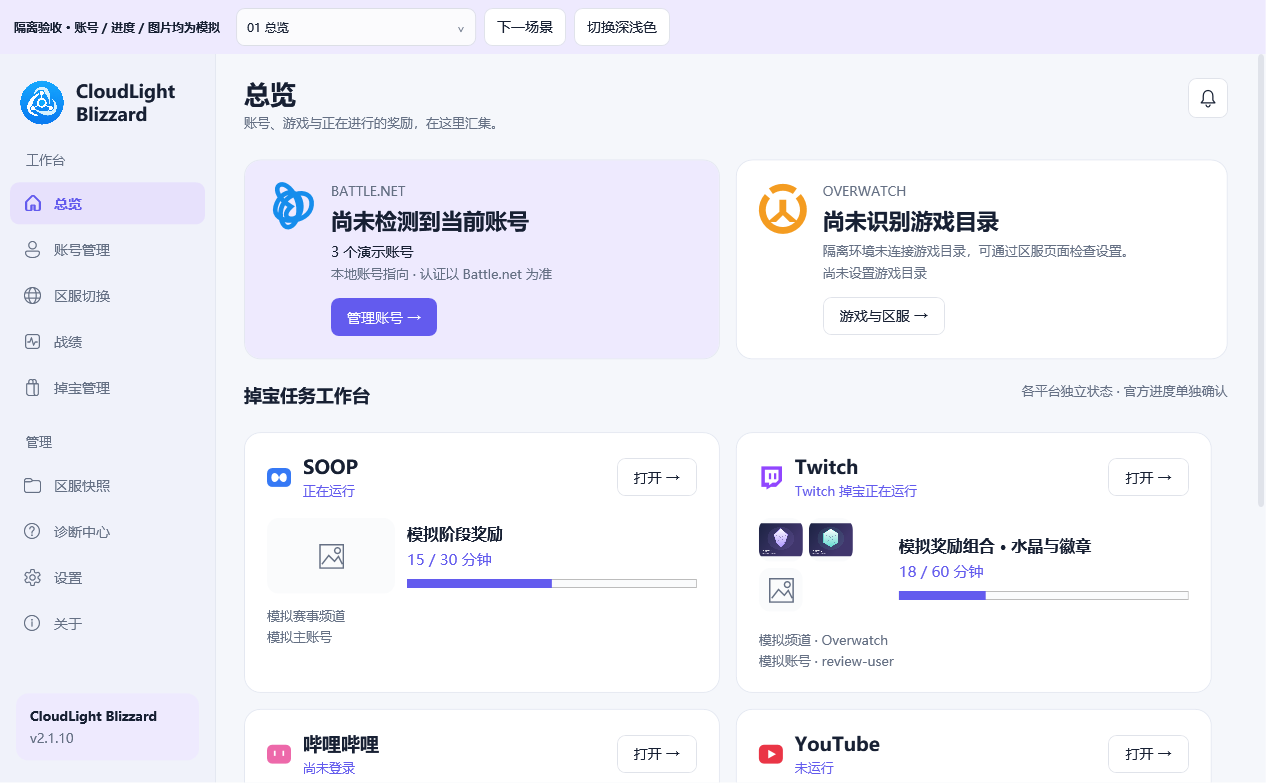 隔离验收 • 账号 / 进度 / 图片均为模拟
01 总览
下一场景
切换深浅色
CloudLight
Blizzard
工作台
总览
账号管理
区服切换
战绩
掉宝管理
管理
区服快照
诊断中心
设置
关于
CloudLight Blizzard
v2.1.10
总览
账号、游戏与正在进行的奖励，在这里汇集。
BATTLE.NET
尚未检测到当前账号
3 个演示账号
本地账号指向 · 认证以 Battle.net 为准
管理账号 →
OVERWATCH
尚未识别游戏目录
隔离环境未连接游戏目录，可通过区服页面检查设置。
尚未设置游戏目录
游戏与区服 →
掉宝任务工作台
各平台独立状态 · 官方进度单独确认
SOOP
正在运行
打开 →
模拟阶段奖励
15 / 30 分钟
模拟赛事频道
模拟主账号
Twitch
Twitch 掉宝正在运行
打开 →
模拟奖励组合 • 水晶与徽章
18 / 60 分钟
模拟频道 · Overwatch
模拟账号 · review-user
哔哩哔哩
尚未登录
打开 →
YouTube
未运行
打开 →